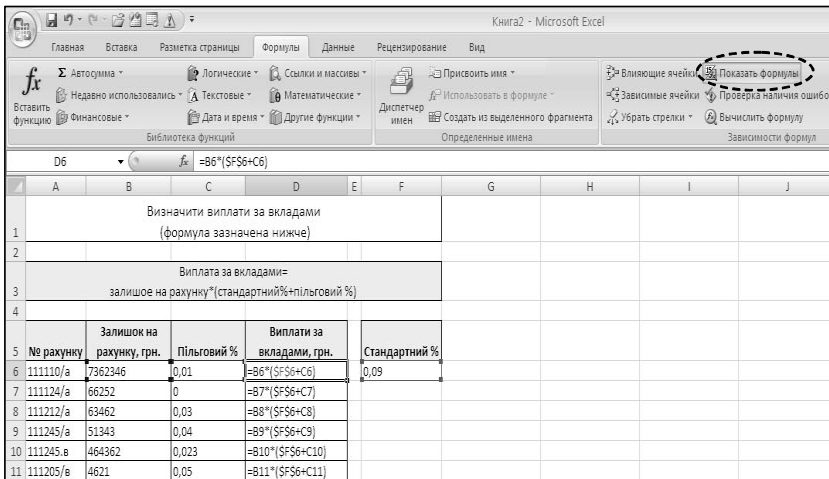 Книга2 - Microsoft Excel
Главная Вставка Разметка страницы Формулы Данные Рецензирование Вид
fx Вставить функцию
Σ Автосумма
Недавно использовались
Финансовые
Логические
Текстовые
Дата и время
Ссылки и массивы
Математические
Другие функции
Библиотека функций
Диспетчер имен
Присвоить имя
Использовать в формуле
Создать из выделенного фрагмента
Определенные имена
Влияющие ячейки
Зависимые ячейки
Убрать стрелки
Показать формулы
Проверка наличия ошибо
Вычислить формулу
Зависимости формул
D6 fx =B6*($F$6+C6)
A B C D E F G H I J
1 Визначити виплати за вкладами
(формула зазначена нижче)
2
3 Виплата за вкладами=
залишое на рахунку*(стандартний%+пільговий %)
4
5 № рахунку Залишок на рахунку, грн. Пільговий % Виплати за вкладами, грн. Стандартний %
6 111110/а 7362346 0,01 =B6*($F$6+C6) 0,09
7 111124/а 66252 0 =B7*($F$6+C7)
8 111212/а 63462 0,03 =B8*($F$6+C8)
9 111245/а 51343 0,04 =B9*($F$6+C9)
10 111245.в 464362 0,023 =B10*($F$6+C10)
11 111205/в 4621 0,05 =B11*($F$6+C11)